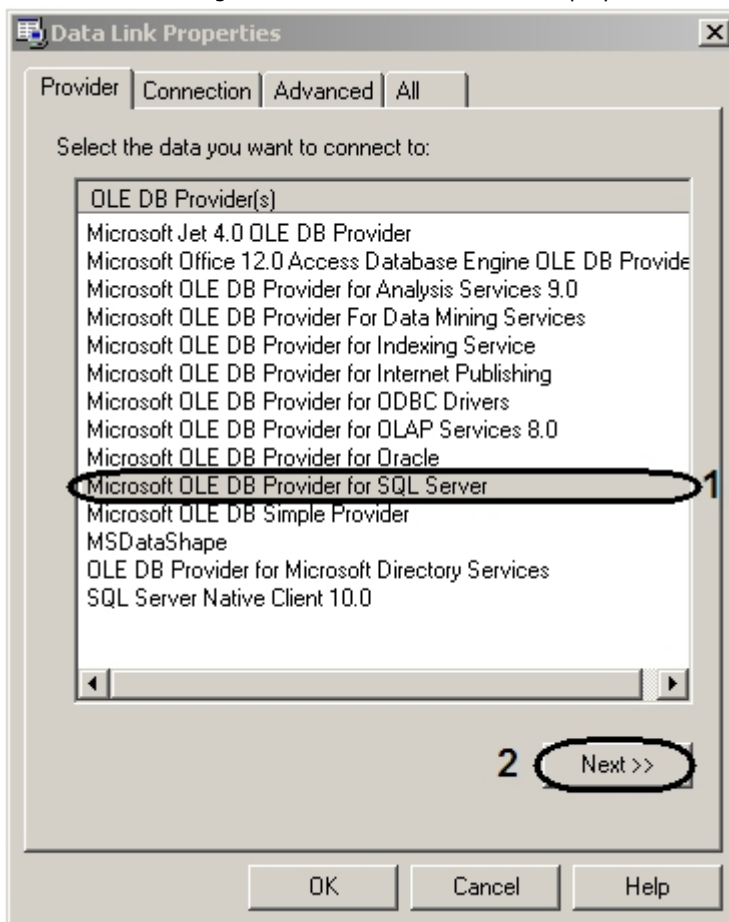 Data Link Properties
Provider Connection Advanced All
Select the data you want to connect to:
OLE DB Provider(s)
Microsoft Jet 4.0 OLE DB Provider
Microsoft Office 12.0 Access Database Engine OLE DB Provide
Microsoft OLE DB Provider for Analysis Services 9.0
Microsoft OLE DB Provider For Data Mining Services
Microsoft OLE DB Provider for Indexing Service
Microsoft OLE DB Provider for Internet Publishing
Microsoft OLE DB Provider for ODBC Drivers
Microsoft OLE DB Provider for OLAP Services 8.0
Microsoft OLE DB Provider for Oracle
Microsoft OLE DB Provider for SQL Server 1
Microsoft OLE DB Simple Provider
MSDataShape
OLE DB Provider for Microsoft Directory Services
SQL Server Native Client 10.0
2 Next >>
OK Cancel Help